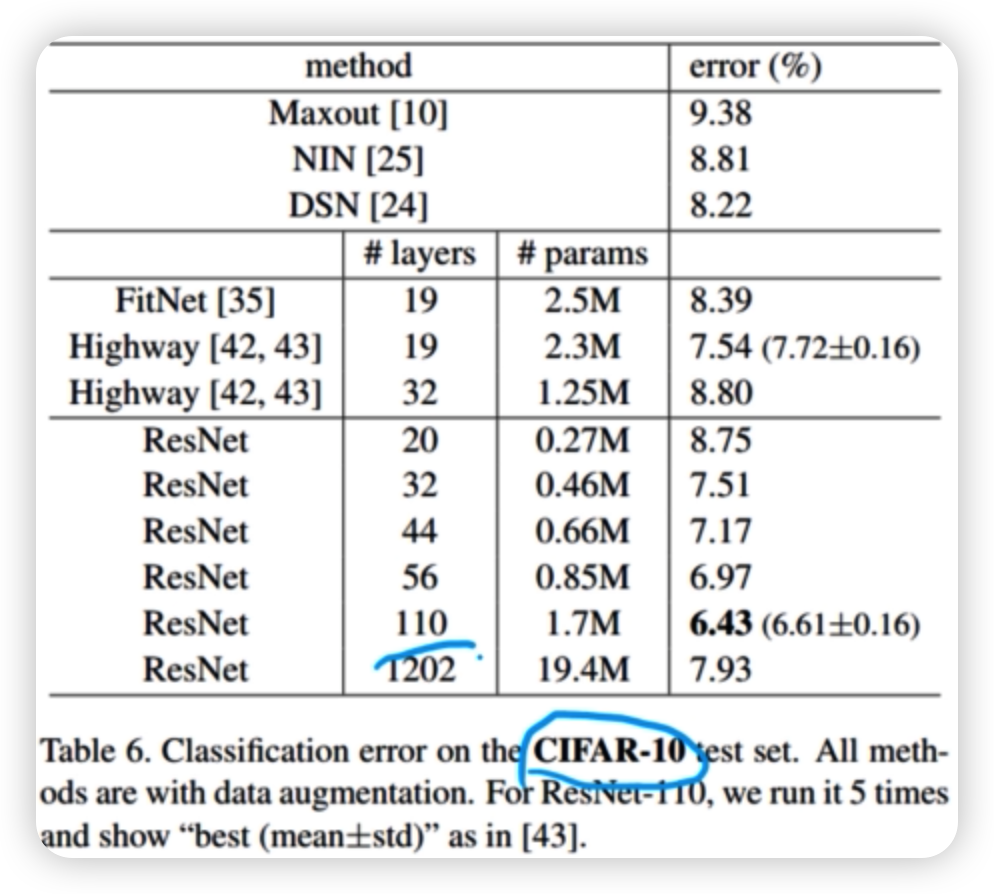 method error (%)
Maxout [10] 9.38
NIN [25] 8.81
DSN [24] 8.22
# layers # params
FitNet [35] 19 2.5M 8.39
Highway [42, 43] 19 2.3M 7.54 (7.72±0.16)
Highway [42, 43] 32 1.25M 8.80
ResNet 20 0.27M 8.75
ResNet 32 0.46M 7.51
ResNet 44 0.66M 7.17
ResNet 56 0.85M 6.97
ResNet 110 1.7M 6.43 (6.61±0.16)
ResNet 1202 19.4M 7.93
Table 6. Classification error on the CIFAR-10 test set. All meth-
ods are with data augmentation. For ResNet-110, we run it 5 times
and show “best (mean±std)” as in [43].